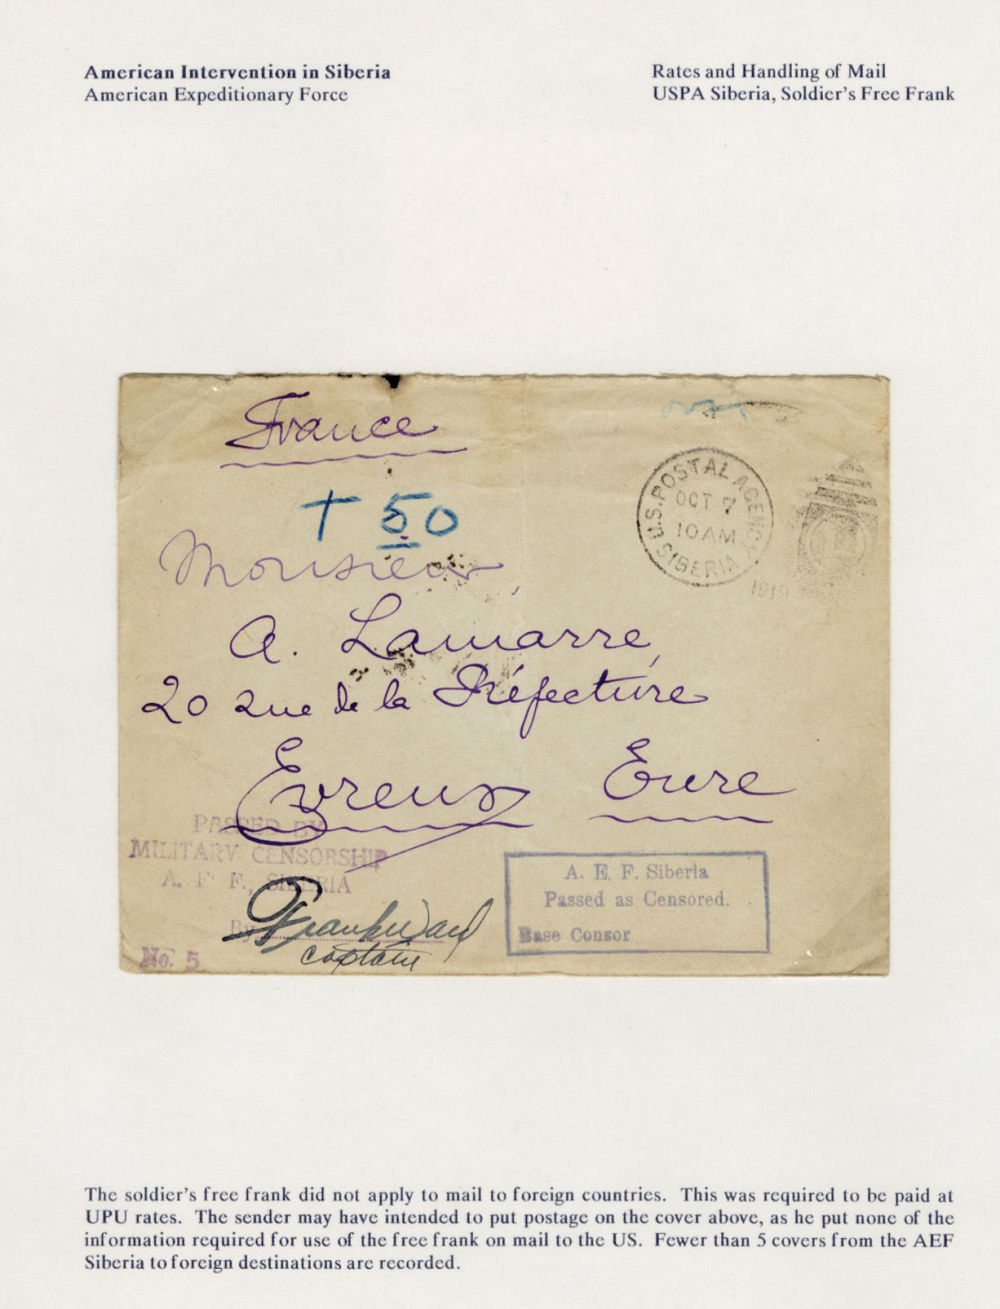 American Intervention in Siberia
American Expeditionary Force
Rates and Handling of Mail
USPA Siberia, Soldier's Free Frank
France
T 50
U.S. POSTAL AGENCY
OCT 7
10 AM
SIBERIA
1919
Monsieur,
A. Lamarre,
20 Rue de la Préfecture
Evreux Eure
PASSED BY
MILITARY CENSORSHIP
A. E. F., SIBERIA
By Frank Ward
Captain
No. 5
A. E. F. Siberia
Passed as Censored.
Base Censor
The soldier's free frank did not apply to mail to foreign countries. This was required to be paid at
UPU rates. The sender may have intended to put postage on the cover above, as he put none of the
information required for use of the free frank on mail to the US. Fewer than 5 covers from the AEF
Siberia to foreign destinations are recorded.